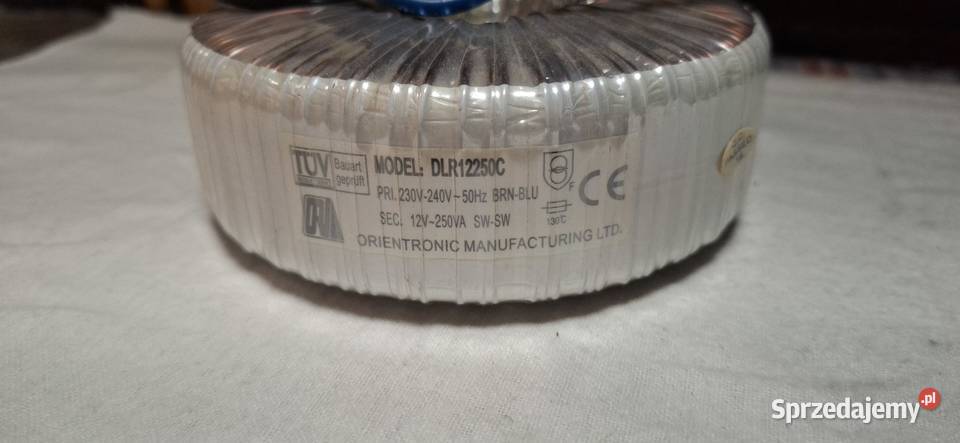 TÜV Bauart geprüft
MODEL: DLR12250C
PRI. 230V-240V~50Hz BRN-BLU
SEC. 12V~250VA SW-SW
ORIENTRONIC MANUFACTURING LTD.
F
130°C
CE
Sprzedajemy.pl